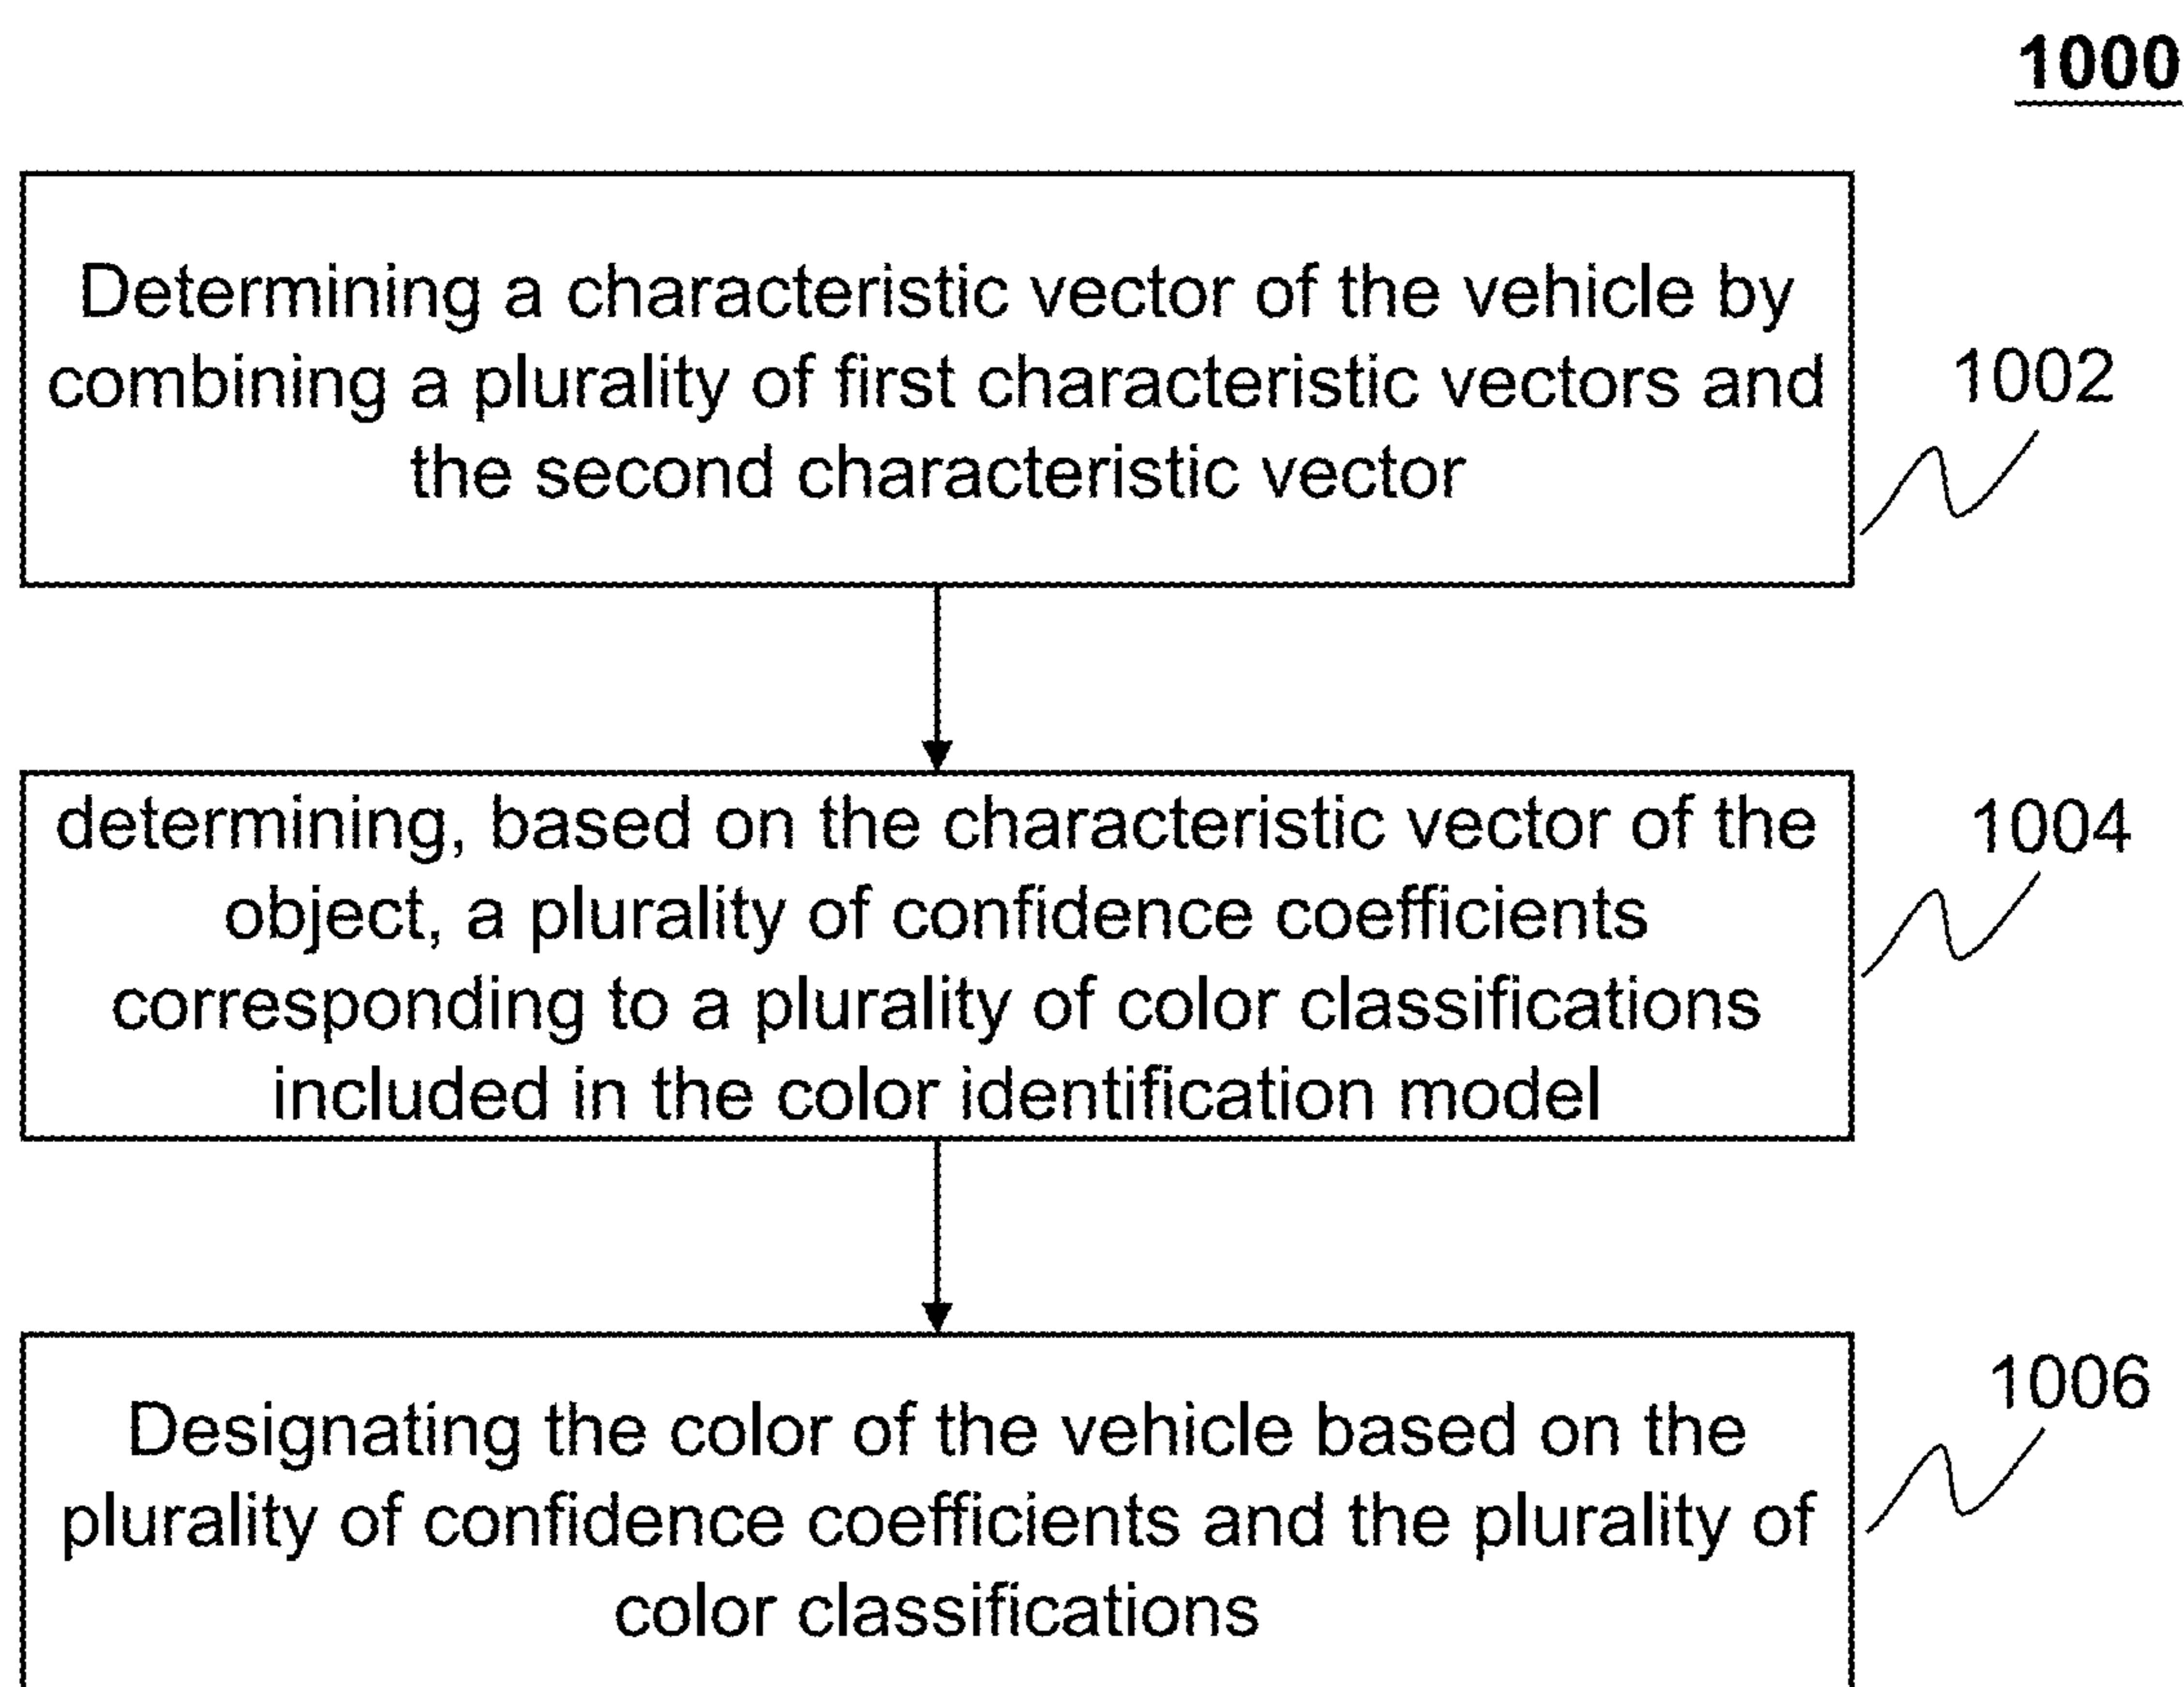 1000
Determining a characteristic vector of the vehicle by
combining a plurality of first characteristic vectors and
the second characteristic vector
1002
determining, based on the characteristic vector of the
object, a plurality of confidence coefficients
corresponding to a plurality of color classifications
included in the color identification model
1004
Designating the color of the vehicle based on the
plurality of confidence coefficients and the plurality of
color classifications
1006